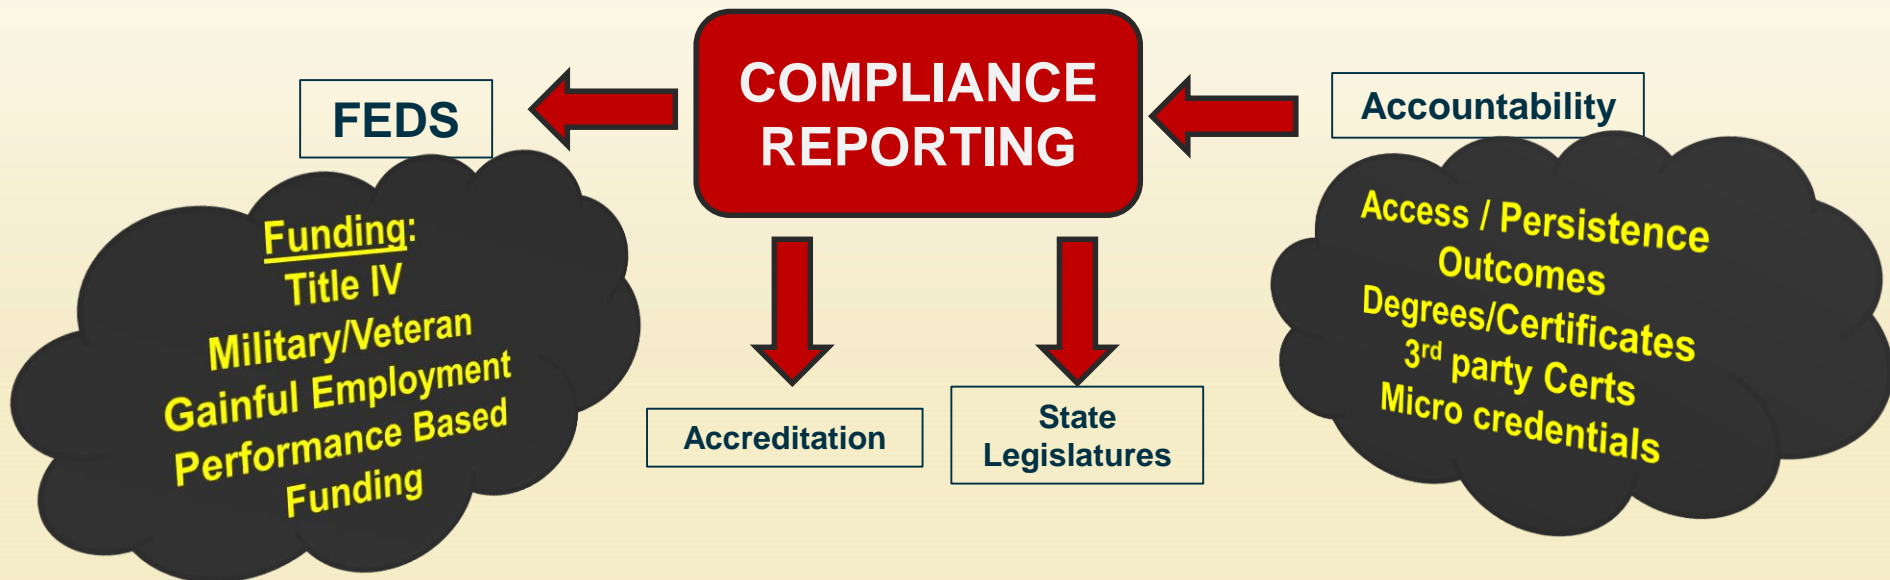 COMPLIANCE
REPORTING
FEDS
Accountability
Funding:
Title IV
Military/Veteran
Gainful Employment
Performance Based
Funding
Accreditation
State
Legislatures
Access / Persistence
Outcomes
Degrees/Certificates
3rd party Certs
Micro credentials